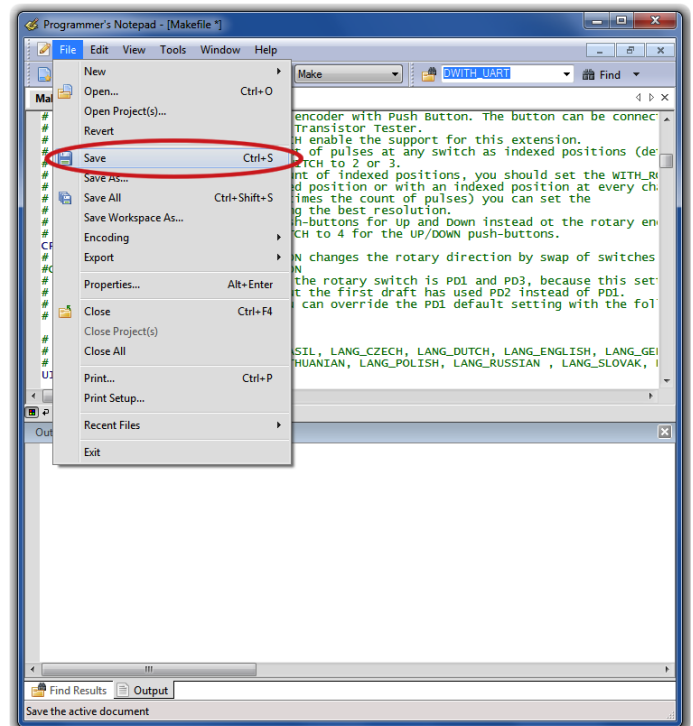 Programmer's Notepad - [Makefile *]
File Edit View Tools Window Help
New Make DWITH_UART Find
Open... Ctrl+O
Open Project(s)...
encoder with Push Button. The button can be connec
Transistor Tester.
Revert
enable the support for this extension.
Save Ctrl+S
of pulses at any switch as indexed positions (de
ITCH to 2 or 3.
Save As...
nt of indexed positions, you should set the WITH_R
Save All Ctrl+Shift+S
d position or with an indexed position at every ch
times the count of pulses) you can set the
Save Workspace As...
g the best resolution.
h-buttons for Up and Down instead ot the rotary en
Encoding
CH to 4 for the UP/DOWN push-buttons.
Export
N changes the rotary direction by swap of switches
Properties... Alt+Enter
the rotary switch is PD1 and PD3, because this set
t the first draft has used PD2 instead of PD1.
can override the PD1 default setting with the fol
Close Ctrl+F4
Close Project(s)
Close All
SIL, LANG_CZECH, LANG_DUTCH, LANG_ENGLISH, LANG_GE
HUANIAN, LANG_POLISH, LANG_RUSSIAN , LANG_SLOVAK,
Print... Ctrl+P
Print Setup...
Recent Files
Out
Exit
Find Results Output
Save the active document